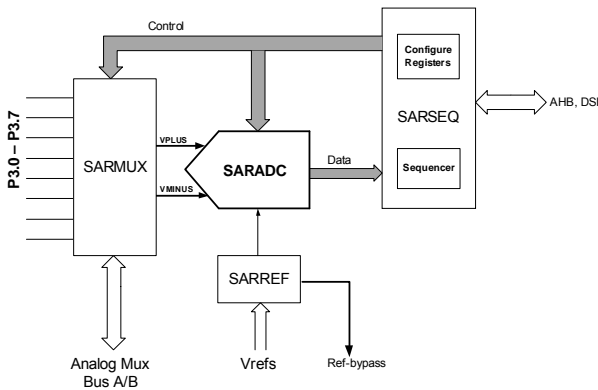 Control
Configure
Registers
SARSEQ
AHB, DSI
P3.0 – P3.7
VPLUS
SARMUX
SARADC
Data
Sequencer
VMINUS
SARREF
Analog Mux
Bus A/B
Vrefs
Ref-bypass